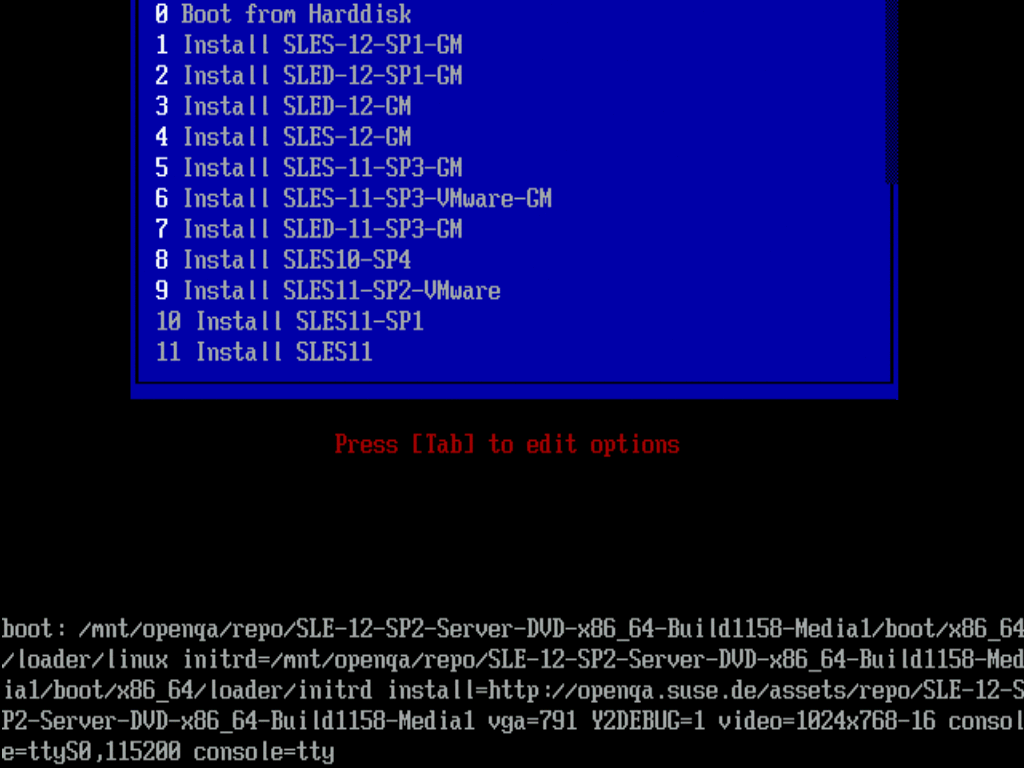 0 Boot from Harddisk
1 Install SLES-12-SP1-GM
2 Install SLED-12-SP1-GM
3 Install SLED-12-GM
4 Install SLES-12-GM
5 Install SLES-11-SP3-GM
6 Install SLES-11-SP3-VMware-GM
7 Install SLED-11-SP3-GM
8 Install SLES10-SP4
9 Install SLES11-SP2-VMware
10 Install SLES11-SP1
11 Install SLES11
Press [Tab] to edit options
boot: /mnt/openqa/repo/SLE-12-SP2-Server-DVD-x86_64-Build1158-Media1/boot/x86_64
/loader/linux initrd=/mnt/openqa/repo/SLE-12-SP2-Server-DVD-x86_64-Build1158-Med
ia1/boot/x86_64/loader/initrd install=http://openqa.suse.de/assets/repo/SLE-12-S
P2-Server-DVD-x86_64-Build1158-Media1 vga=791 Y2DEBUG=1 video=1024x768-16 consol
e=ttyS0,115200 console=tty